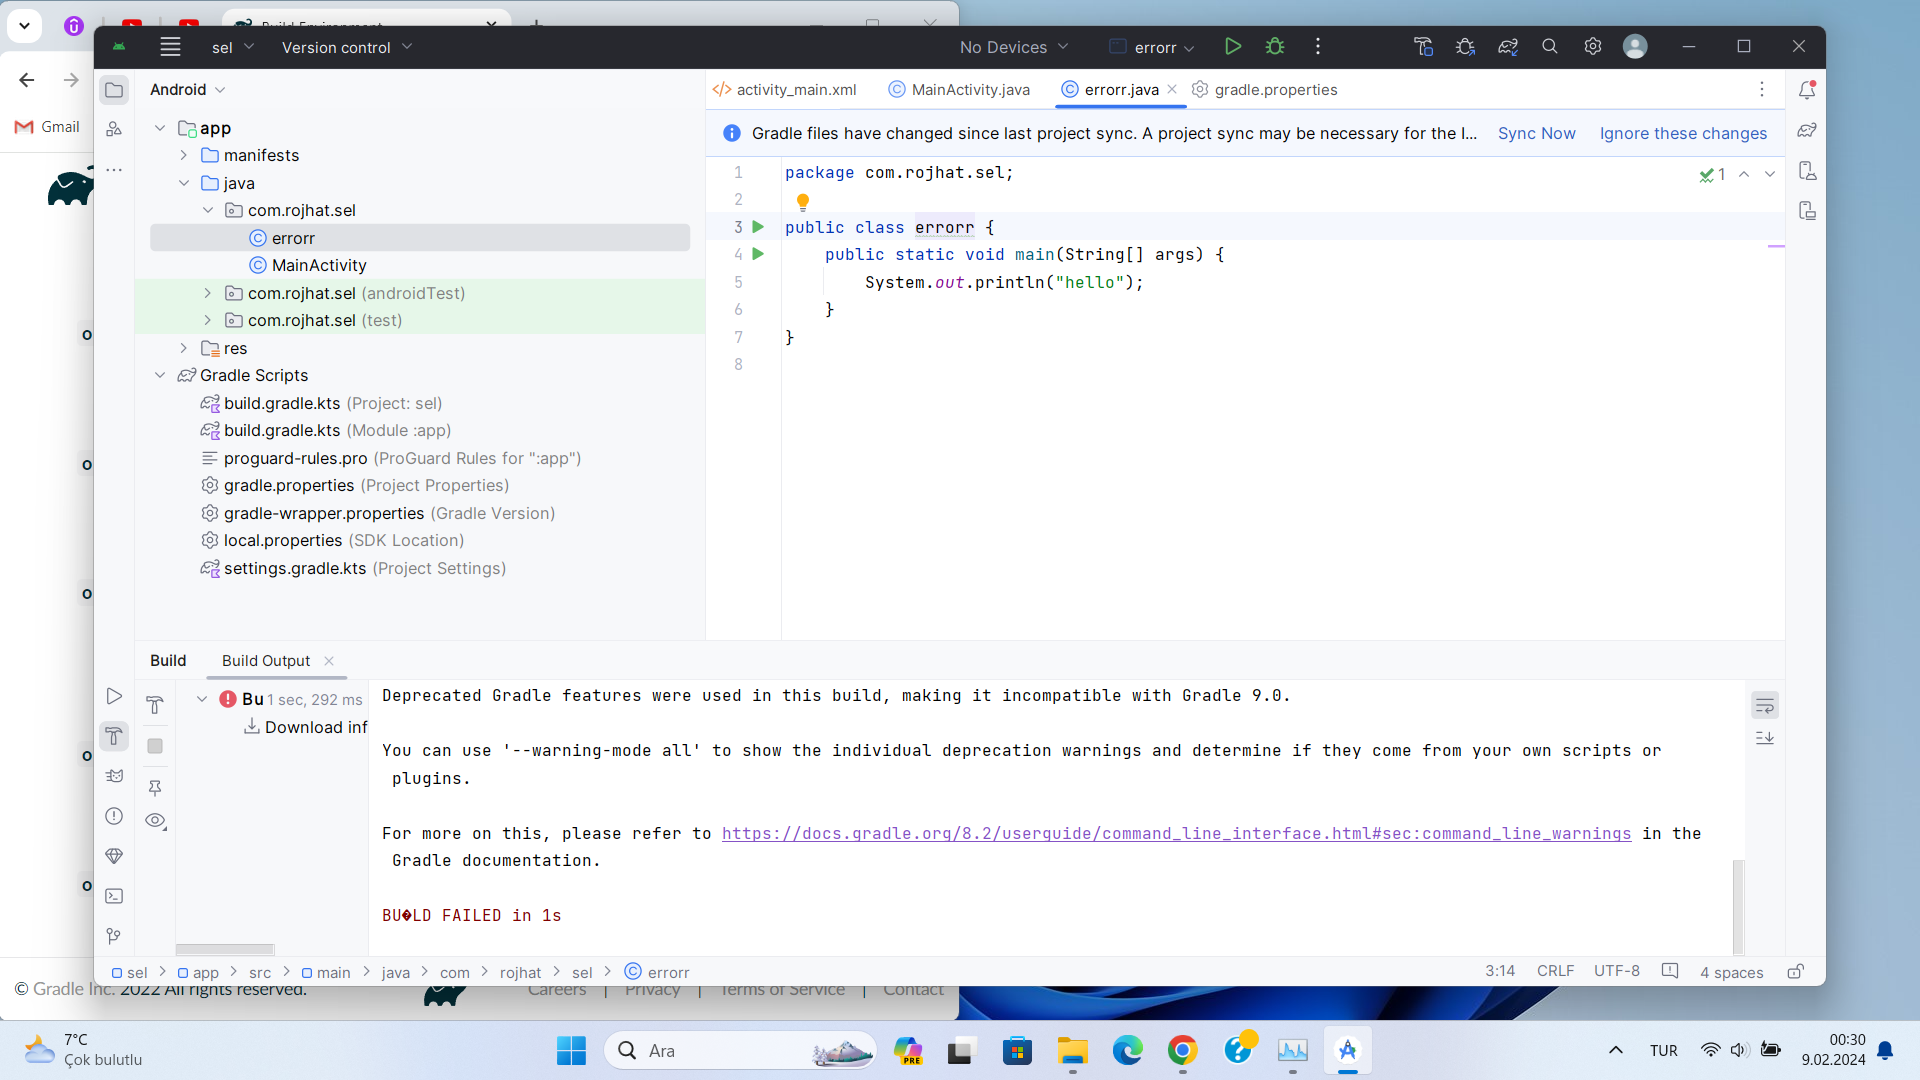 Build Environment
sel
Version control
No Devices
errorr
Gmail
Android
activity_main.xml
MainActivity.java
errorr.java
gradle.properties
Gradle files have changed since last project sync. A project sync may be necessary for the I... Sync Now Ignore these changes
app
manifests
java
com.rojhat.sel
errorr
MainActivity
com.rojhat.sel (androidTest)
com.rojhat.sel (test)
res
Gradle Scripts
build.gradle.kts (Project: sel)
build.gradle.kts (Module :app)
proguard-rules.pro (ProGuard Rules for ":app")
gradle.properties (Project Properties)
gradle-wrapper.properties (Gradle Version)
local.properties (SDK Location)
settings.gradle.kts (Project Settings)
1 package com.rojhat.sel;
2
3 public class errorr {
4 public static void main(String[] args) {
5 System.out.println("hello");
6 }
7 }
8
1
Build
Build Output
Bu 1 sec, 292 ms
Download inf
Deprecated Gradle features were used in this build, making it incompatible with Gradle 9.0.
You can use '--warning-mode all' to show the individual deprecation warnings and determine if they come from your own scripts or
plugins.
For more on this, please refer to https://docs.gradle.org/8.2/userguide/command_line_interface.html#sec:command_line_warnings in the
Gradle documentation.
BU�LD FAILED in 1s
sel > app > src > main > java > com > rojhat > sel > errorr
3:14 CRLF UTF-8 4 spaces
© Gradle Inc. 2022 All rights reserved.
Careers | Privacy | Terms of Service | Contact
7°C
Çok bulutlu
Ara
PRE
TUR
00:30
9.02.2024